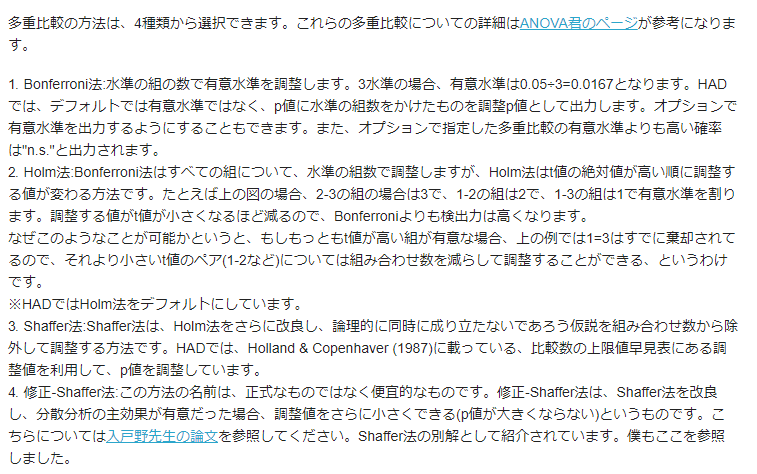 多重比較の方法は、4種類から選択できます。これらの多重比較についての詳細はANOVA君のページが参考になりま
す。
1. Bonferroni法:水準の組の数で有意水準を調整します。3水準の場合、有意水準は0.05÷3=0.0167となります。HAD
では、デフォルトでは有意水準ではなく、p値に水準の組数をかけたものを調整p値として出力します。オプションで
有意水準を出力するようにすることもできます。また、オプションで指定した多重比較の有意水準よりも高い確率
は"n.s."と出力されます。
2. Holm法:Bonferroni法はすべての組について、水準の組数で調整しますが、Holm法はt値の絶対値が高い順に調整す
る値が変わる方法です。たとえば上の図の場合、2-3の組の場合は3で、1-2の組は2で、1-3の組は1で有意水準を割り
ます。調整する値がt値が小さくなるほど減るので、Bonferroniよりも検出力は高くなります。
なぜこのようなことが可能かというと、もしもっともt値が高い組が有意な場合、上の例では1=3はすでに棄却されて
るので、それより小さいt値のペア(1-2など)については組み合わせ数を減らして調整することができる、というわけ
です。
※HADではHolm法をデフォルトにしています。
3. Shaffer法:Shaffer法は、Holm法をさらに改良し、論理的に同時に成り立たないであろう仮説を組み合わせ数から除
外して調整する方法です。HADでは、Holland & Copenhaver (1987)に載っている、比較数の上限値早見表にある調
整値を利用して、p値を調整しています。
4. 修正-Shaffer法:この方法の名前は、正式なものではなく便宜的なものです。修正-Shaffer法は、Shaffer法を改良
し、分散分析の主効果が有意だった場合、調整値をさらに小さくできる(p値が大きくならない)というものです。こ
ちらについては入戸野先生の論文を参照してください。Shaffer法の別解として紹介されています。僕もここを参照
しました。